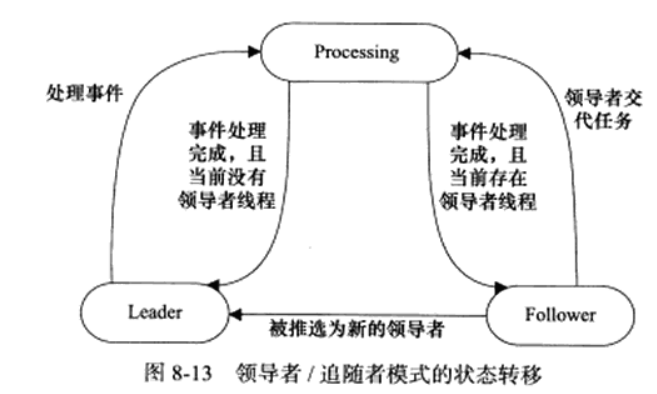 Processing
处理事件
领导者交
代任务
事件处理
完成，且
当前没有
领导者线程
事件处理
完成，且
当前存在
领导者线程
Leader
Follower
被推选为新的领导者
图 8-13 领导者 / 追随者模式的状态转移